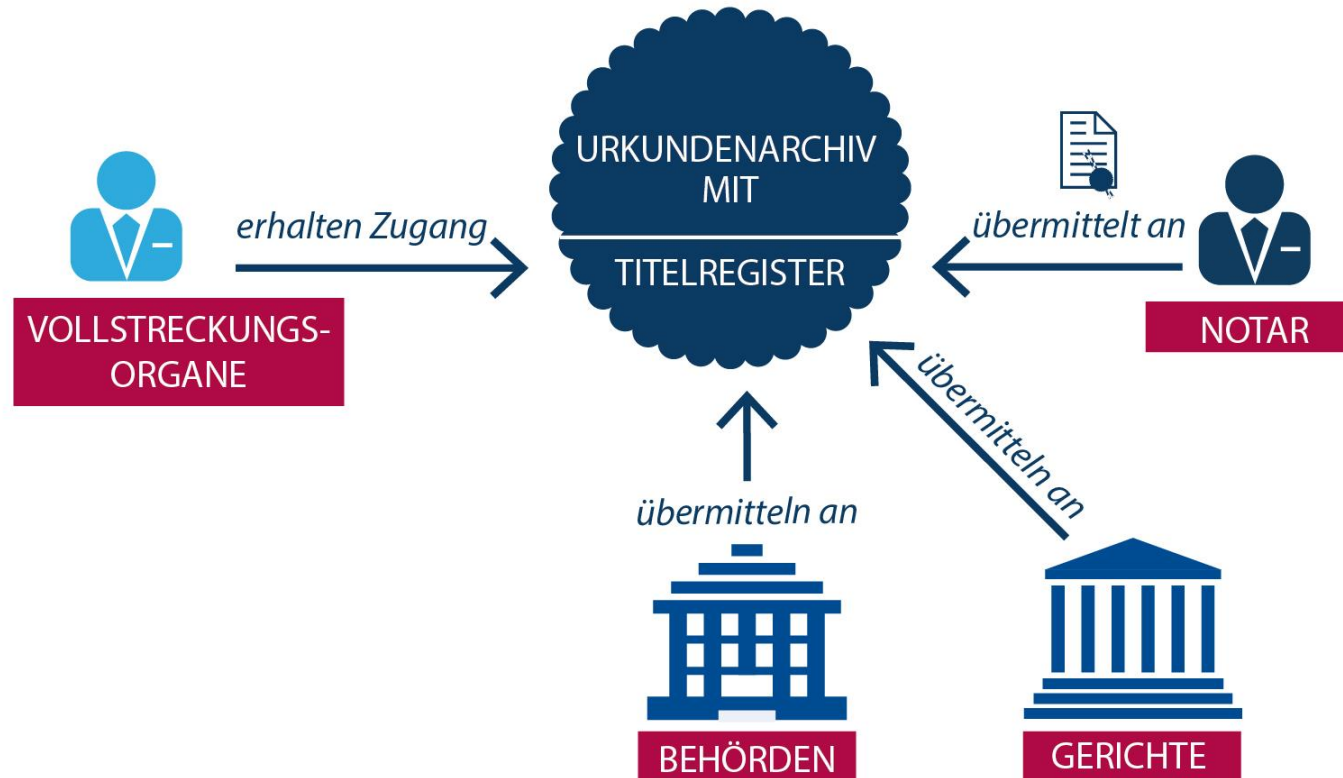 URKUNDENARCHIV
MIT
TITELREGISTER
erhalten Zugang
VOLLSTRECKUNGS-
ORGANE
übermittelt an
NOTAR
übermitteln an
BEHÖRDEN
übermitteln an
GERICHTE